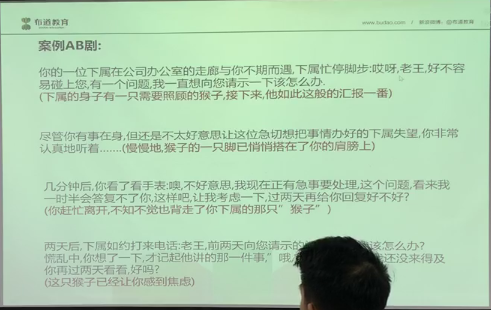 布道教育
www.budao.com / 新浪微博: @布道教育
案例AB剧:
你的一位下属在公司办公室的走廊与你不期而遇,下属忙停脚步:哎呀,老王,好不容
易碰上您,有一个问题,我一直想向您请示一下该怎么办.
(下属的身子有一只需要照顾的猴子,接下来,他如此这般的汇报一番)
尽管你有事在身,但还是不太好意思让这位急切想把事情办好的下属失望,你非常
认真地听着.......(慢慢地,猴子的一只脚已悄悄搭在了你的肩膀上)
几分钟后,你看了看手表:噢,不好意思,我现在正有急事要处理,这个问题,看来我
一时半会答复不了你,这样吧,让我考虑一下,过两天再给你回复好不好?
(你赶忙离开,不知不觉也背走了你下属的那只"猴子")
两天后,下属如约打来电话:老王,前两天向您请示的该怎么办?
慌乱中,你想了一下,才记起他讲的那一件事,"哦还没来得及
你再过两天看看,好吗?
(这只猴子已经让你感到焦虑)